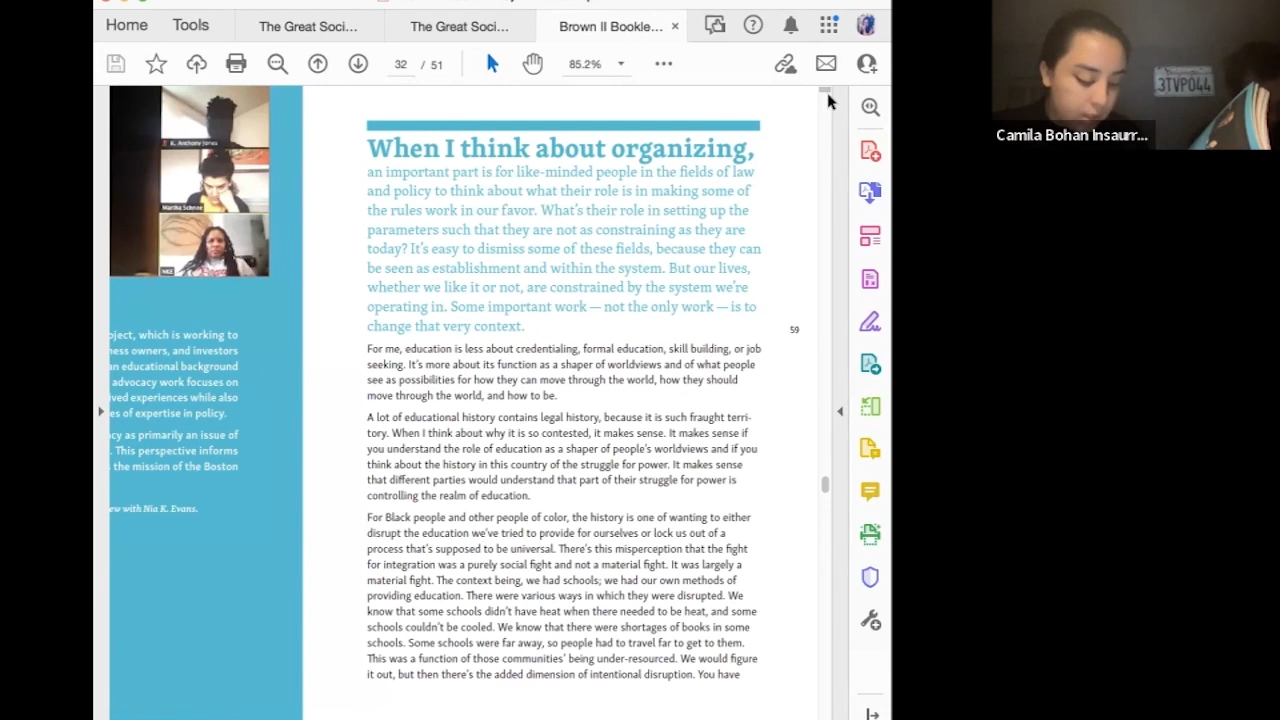 Home
Tools
The Great Soci...
The Great Soci...
Brown II Bookle...
32 / 51
85.2%
K. Anthony Jones
NKE
oject, which is working to
ness owners, and investors
an educational background
advocacy work focuses on
ived experiences while also
es of expertise in policy.
cy as primarily an issue of
. This perspective informs
s the mission of the Boston
ew with Nia K. Evans.
When I think about organizing,
an important part is for like-minded people in the fields of law
and policy to think about what their role is in making some of
the rules work in our favor. What's their role in setting up the
parameters such that they are not as constraining as they are
today? It's easy to dismiss some of these fields, because they can
be seen as establishment and within the system. But our lives,
whether we like it or not, are constrained by the system we're
operating in. Some important work — not the only work — is to
change that very context.
59
For me, education is less about credentialing, formal education, skill building, or job
seeking. It's more about its function as a shaper of worldviews and of what people
see as possibilities for how they can move through the world, how they should
move through the world, and how to be.
A lot of educational history contains legal history, because it is such fraught terri-
tory. When I think about why it is so contested, it makes sense. It makes sense if
you understand the role of education as a shaper of people's worldviews and if you
think about the history in this country of the struggle for power. It makes sense
that different parties would understand that part of their struggle for power is
controlling the realm of education.
For Black people and other people of color, the history is one of wanting to either
disrupt the education we've tried to provide for ourselves or lock us out of a
process that's supposed to be universal. There's this misperception that the fight
for integration was a purely social fight and not a material fight. It was largely a
material fight. The context being, we had schools; we had our own methods of
providing education. There were various ways in which they were disrupted. We
know that some schools didn't have heat when there needed to be heat, and some
schools couldn't be cooled. We know that there were shortages of books in some
schools. Some schools were far away, so people had to travel far to get to them.
This was a function of those communities' being under-resourced. We would figure
it out, but then there's the added dimension of intentional disruption. You have
3TVP044
Camila Bohan Insaurr...